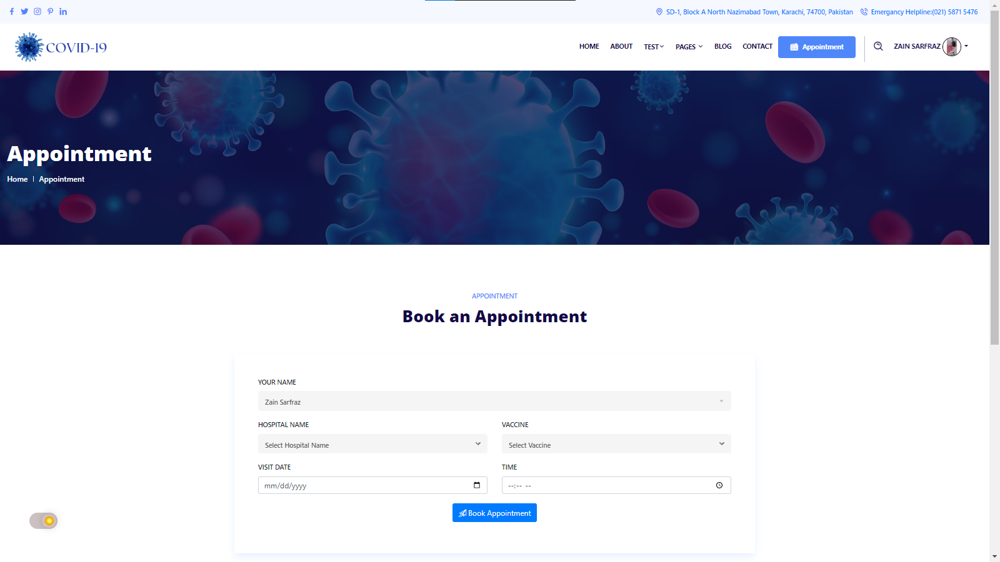 SD-1, Block A North Nazimabad Town, Karachi, 74700, Pakistan Emergancy Helpline:(021) 5871 5476
COVID-19 HOME ABOUT TEST PAGES BLOG CONTACT Appointment ZAIN SARFRAZ
Appointment
Home | Appointment
APPOINTMENT
Book an Appointment
YOUR NAME
Zain Sarfraz
HOSPITAL NAME VACCINE
Select Hospital Name Select Vaccine
VISIT DATE TIME
mm/dd/yyyy --:-- --
Book Appointment